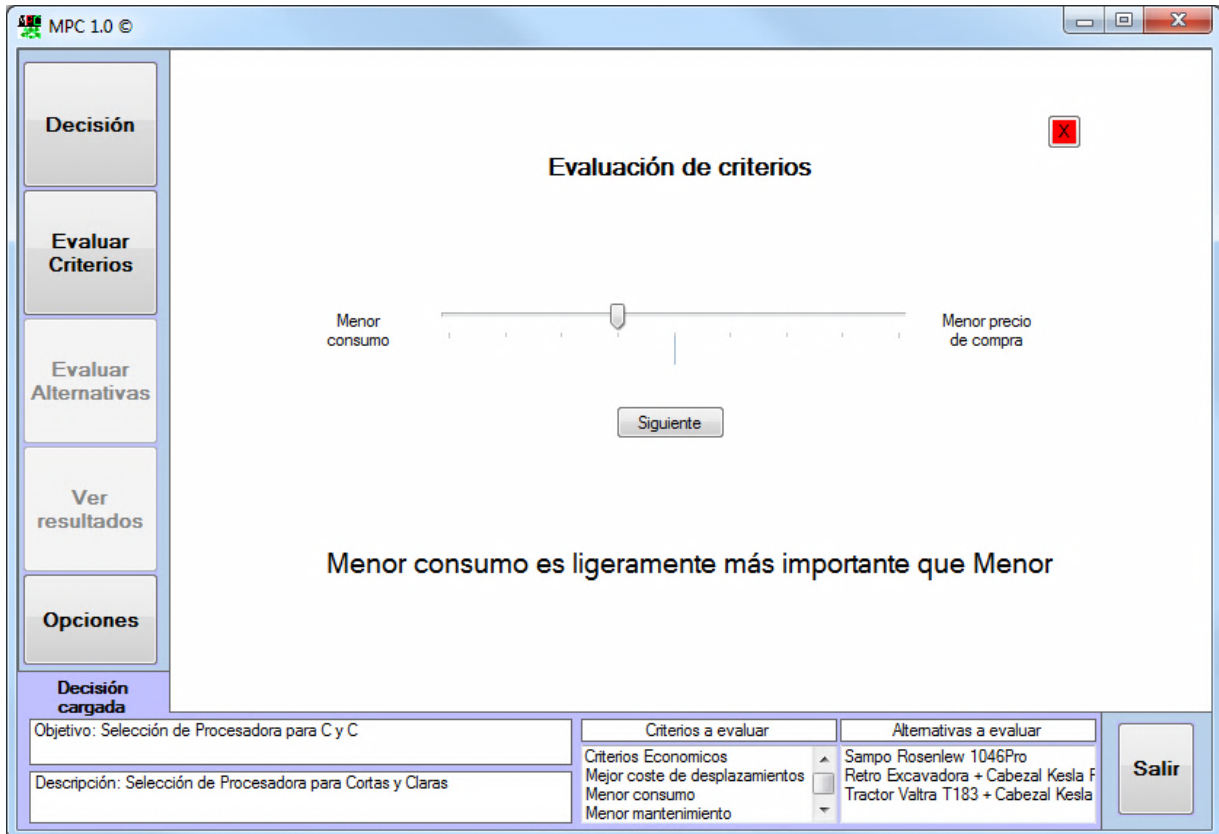 MPC 1.0 ©
Decisión
Evaluar
Criterios
Evaluar
Alternativas
Ver
resultados
Opciones
Evaluación de criterios
X
Menor
consumo
Menor precio
de compra
Siguiente
Menor consumo es ligeramente más importante que Menor
Decisión
cargada
Objetivo: Selección de Procesadora para C y C
Descripción: Selección de Procesadora para Cortas y Claras
Criterios a evaluar
Criterios Economicos
Mejor coste de desplazamientos
Menor consumo
Menor mantenimiento
Alternativas a evaluar
Sampo Rosenlew 1046Pro
Retro Excavadora + Cabezal Kesla F
Tractor Valtra T183 + Cabezal Kesla
Salir